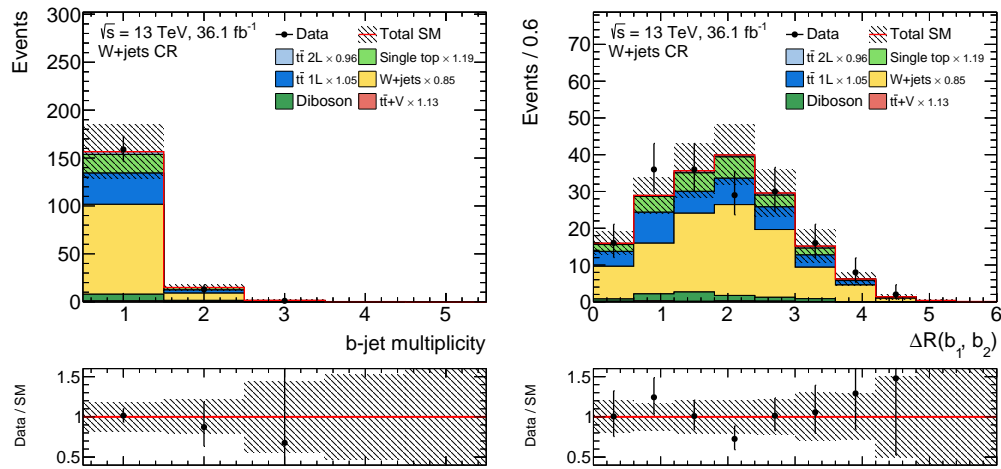 Events
300
250
200
150
100
50
0
√s = 13 TeV, 36.1 fb⁻¹
W+jets CR
Data
Total SM
tt̄ 2L × 0.96
Single top × 1.19
tt̄ 1L × 1.05
W+jets × 0.85
Diboson
tt̄+V × 1.13
1 2 3 4 5
b-jet multiplicity
Data / SM
1.5
1
0.5
Events / 0.6
70
60
50
40
30
20
10
0
√s = 13 TeV, 36.1 fb⁻¹
W+jets CR
Data
Total SM
tt̄ 2L × 0.96
Single top × 1.19
tt̄ 1L × 1.05
W+jets × 0.85
Diboson
tt̄+V × 1.13
0 1 2 3 4 5 6
ΔR(b₁, b₂)
Data / SM
1.5
1
0.5